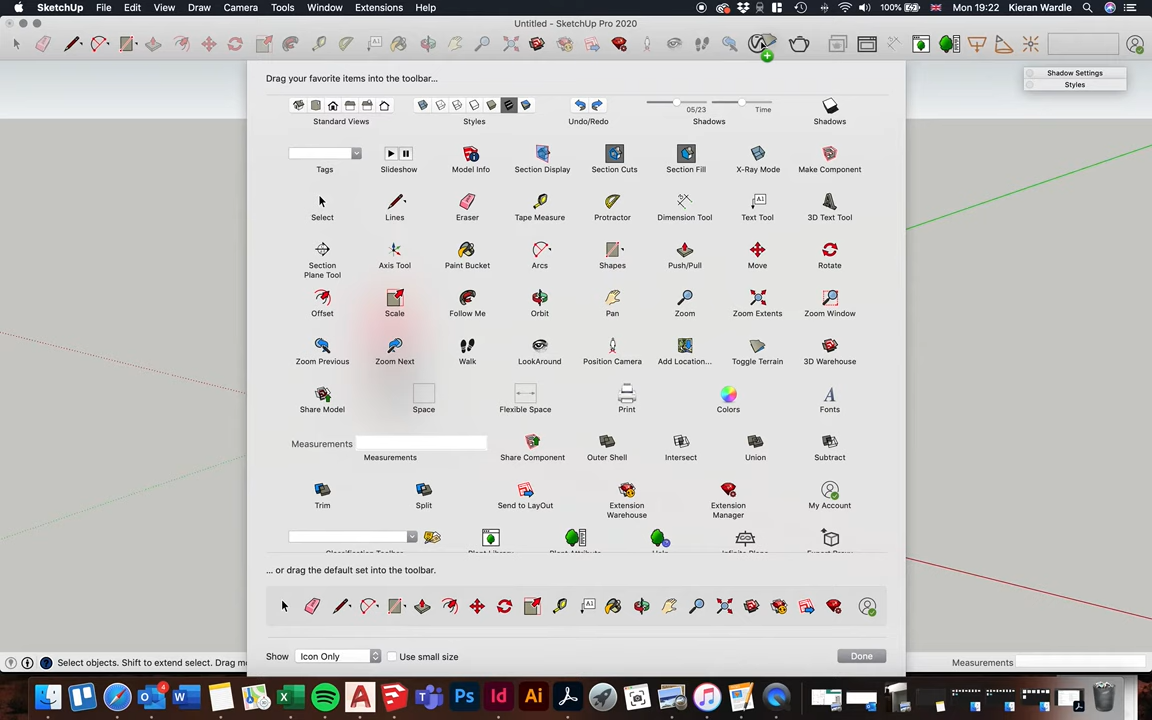 SketchUp File Edit View Draw Camera Tools Window Extensions Help 100% Mon 19:22 Kieran Wardle
Untitled - SketchUp Pro 2020
Drag your favorite items into the toolbar...
Shadow Settings
Styles
05/23 Time
Standard Views Styles Undo/Redo Shadows Shadows
Tags Slideshow Model Info Section Display Section Cuts Section Fill X-Ray Mode Make Component
Select Lines Eraser Tape Measure Protractor Dimension Tool Text Tool 3D Text Tool
Section Plane Tool Axis Tool Paint Bucket Arcs Shapes Push/Pull Move Rotate
Offset Scale Follow Me Orbit Pan Zoom Zoom Extents Zoom Window
Zoom Previous Zoom Next Walk LookAround Position Camera Add Location... Toggle Terrain 3D Warehouse
Share Model Space Flexible Space Print Colors Fonts
Measurements
Measurements Share Component Outer Shell Intersect Union Subtract
Trim Split Send to LayOut Extension Warehouse Extension Manager My Account
... or drag the default set into the toolbar.
Show Icon Only Use small size Done
Select objects. Shift to extend select. Drag mo Measurements